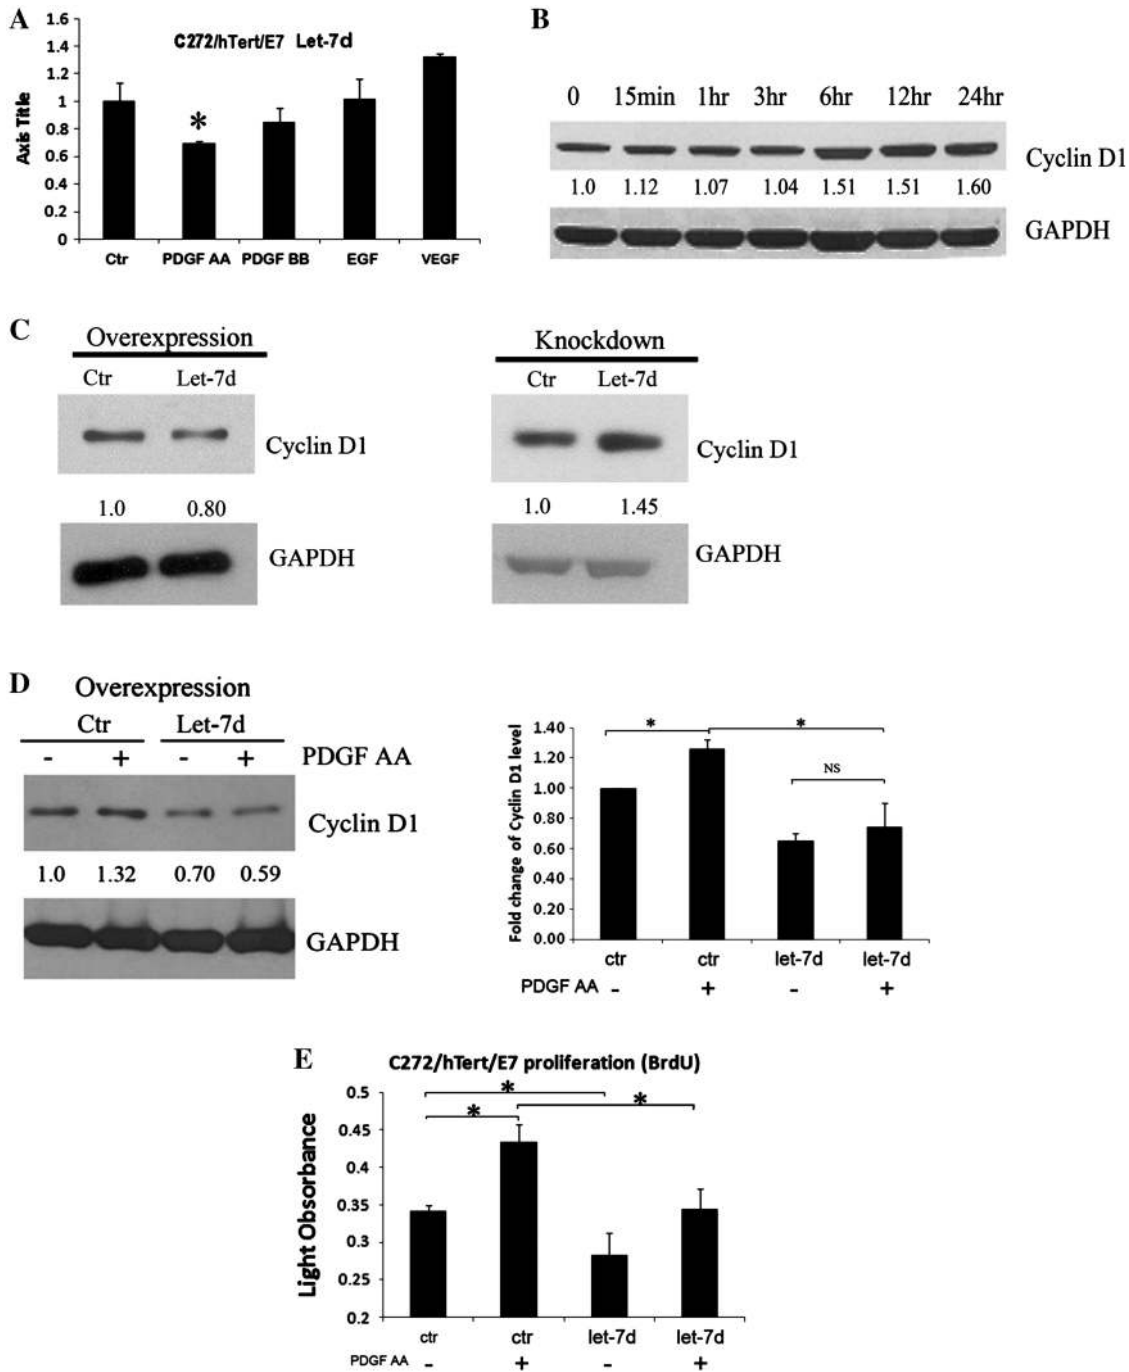 A
C272/hTert/E7 Let-7d
Axis Title
1.6
1.4
1.2
1
0.8
0.6
0.4
0.2
0
*
Ctr PDGF AA PDGF BB EGF VEGF
B
0 15min 1hr 3hr 6hr 12hr 24hr
Cyclin D1
1.0 1.12 1.07 1.04 1.51 1.51 1.60
GAPDH
C
Overexpression
Ctr Let-7d
Cyclin D1
1.0 0.80
GAPDH
Knockdown
Ctr Let-7d
Cyclin D1
1.0 1.45
GAPDH
D
Overexpression
Ctr Let-7d
- + - + PDGF AA
Cyclin D1
1.0 1.32 0.70 0.59
GAPDH
Fold change of Cyclin D1 level
1.40
1.20
1.00
0.80
0.60
0.40
0.20
0.00
* *
NS
ctr ctr let-7d let-7d
PDGF AA - + - +
E
C272/hTert/E7 proliferation (BrdU)
Light Obsorbance
0.5
0.45
0.4
0.35
0.3
0.25
0.2
*
* *
ctr ctr let-7d let-7d
PDGF AA - + - +